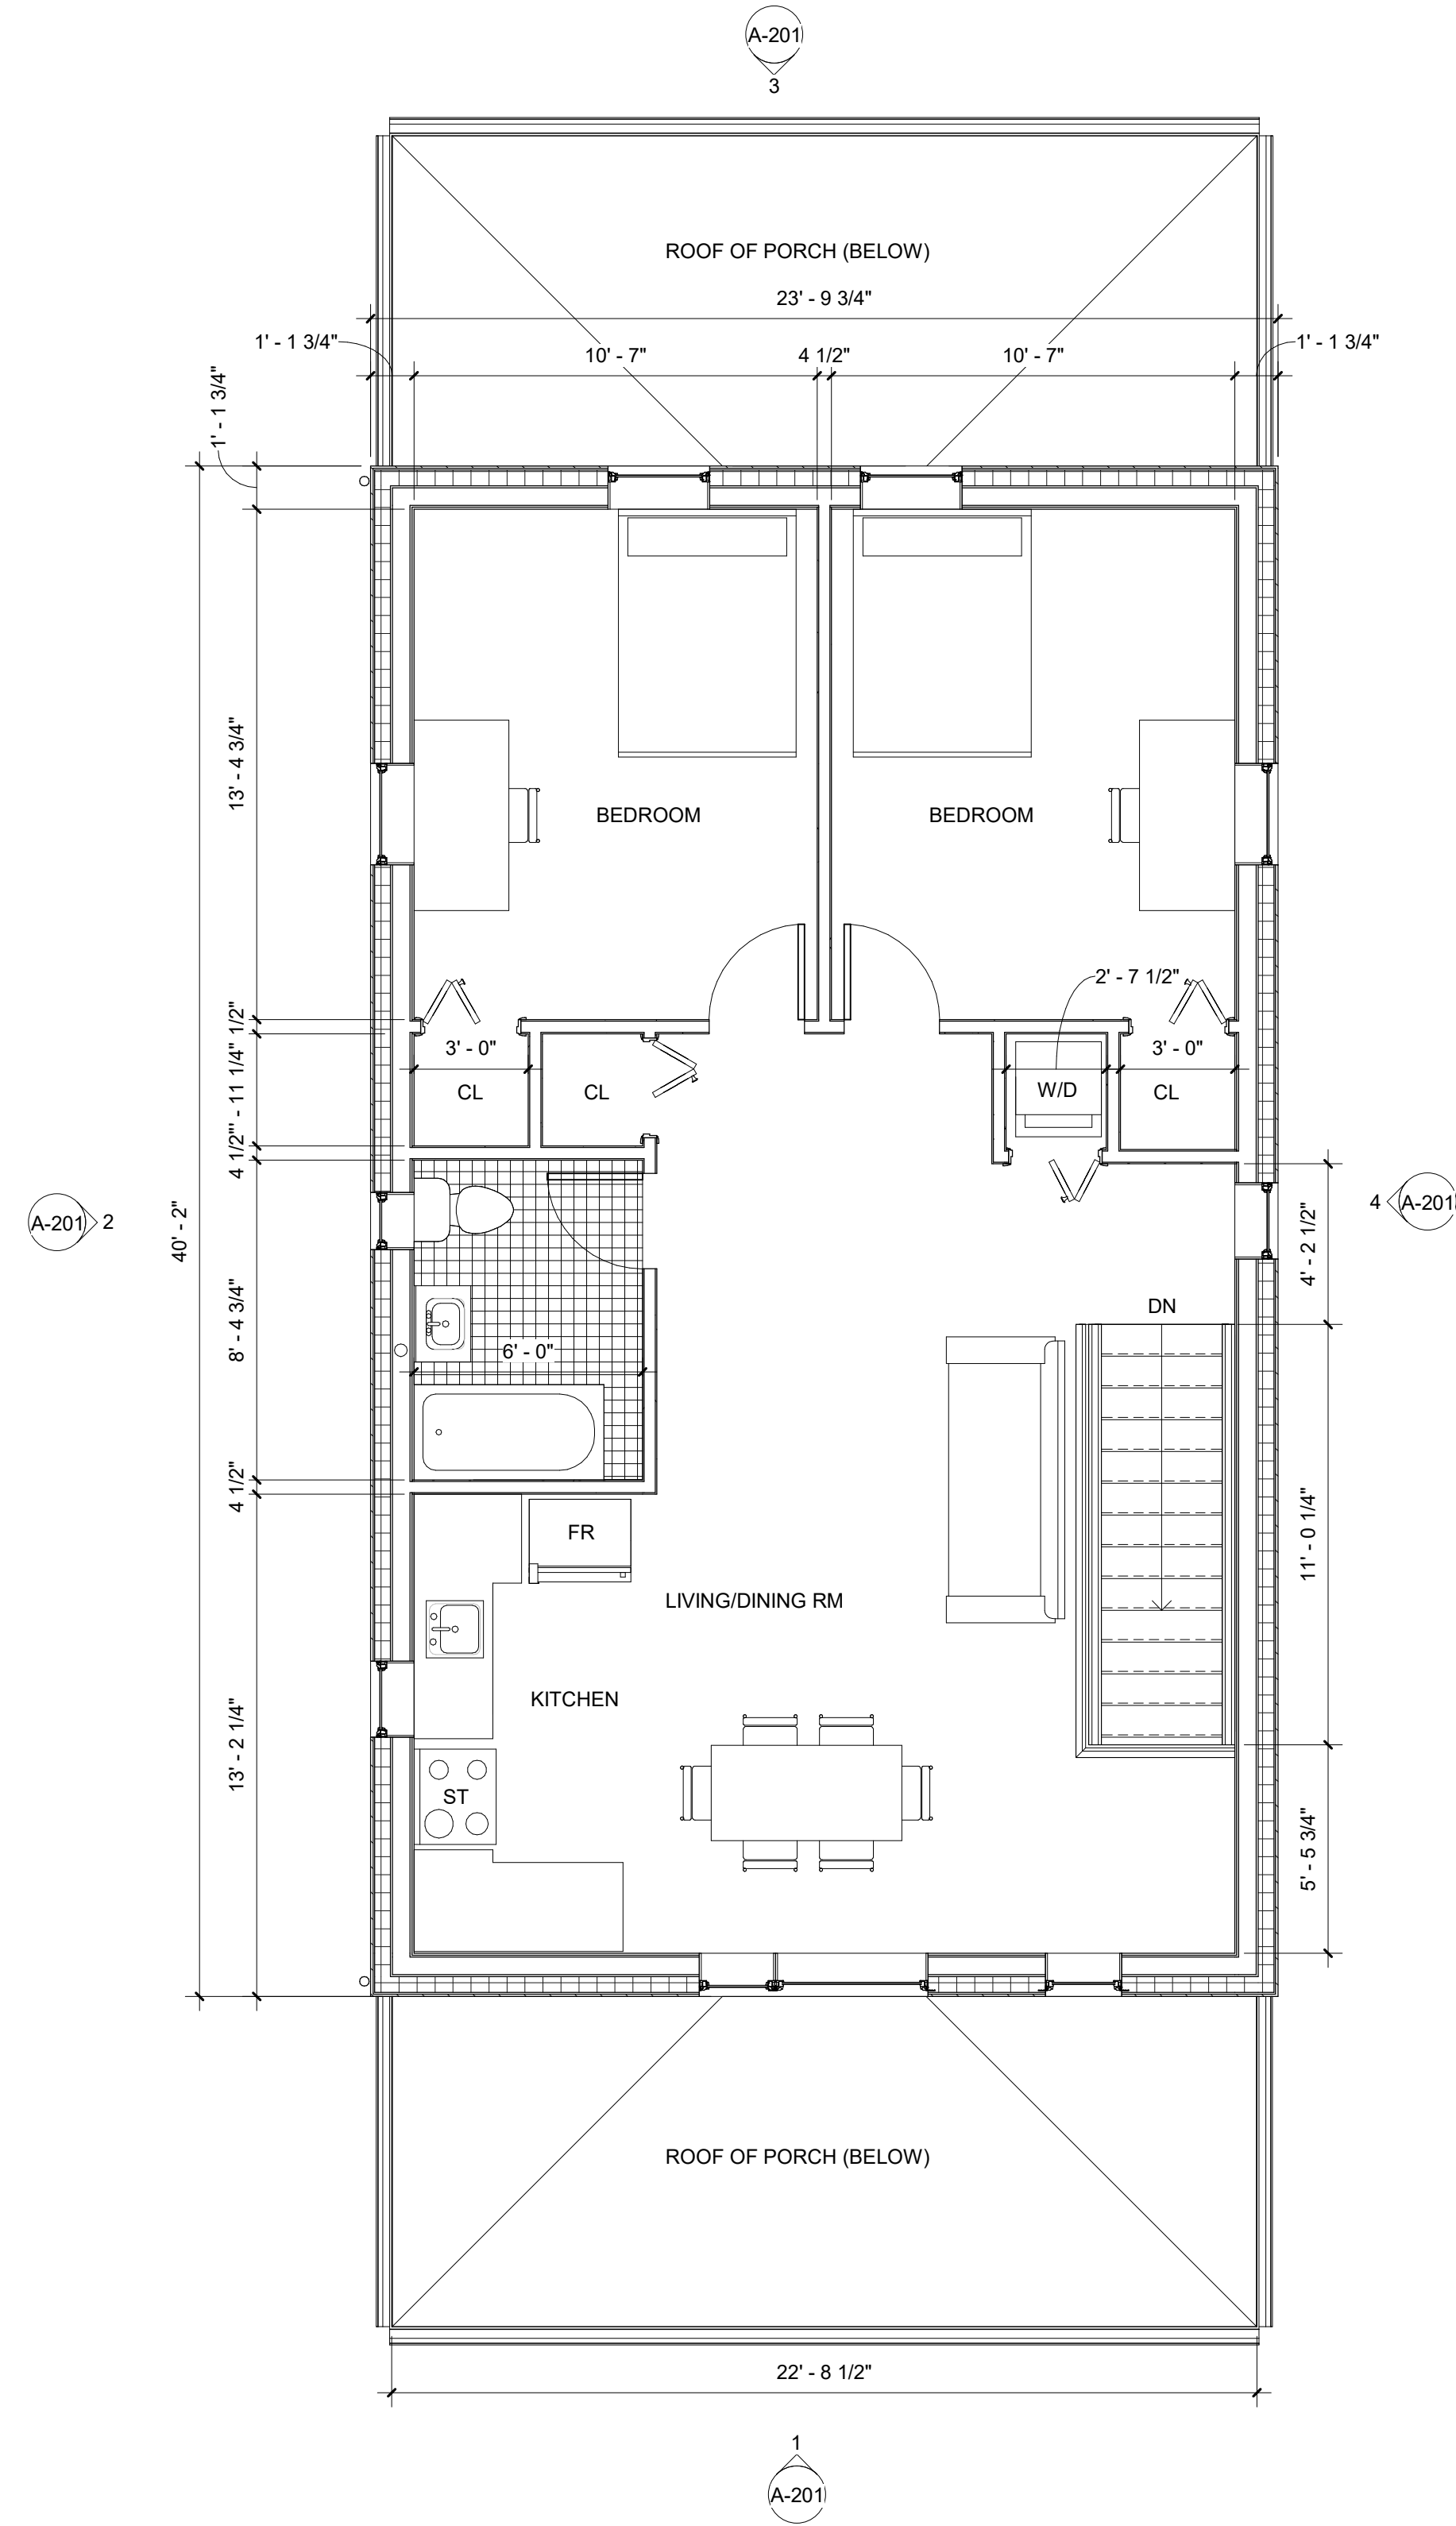 A-201
3
ROOF OF PORCH (BELOW)
23' - 9 3/4"
1' - 1 3/4"
10' - 7"
4 1/2"
10' - 7"
1' - 1 3/4"
1' - 1 3/4"
13' - 4 3/4"
BEDROOM
BEDROOM
2' - 7 1/2"
4 1/2"
3' - 0"
3' - 0"
- 11 1/4"
CL
CL
W/D
CL
4 1/2"
A-201
2
40' - 2"
4
A-201
4' - 2 1/2"
DN
8' - 4 3/4"
6' - 0"
4 1/2"
FR
11' - 0 1/4"
LIVING/DINING RM
KITCHEN
13' - 2 1/4"
ST
5' - 5 3/4"
ROOF OF PORCH (BELOW)
22' - 8 1/2"
1
A-201